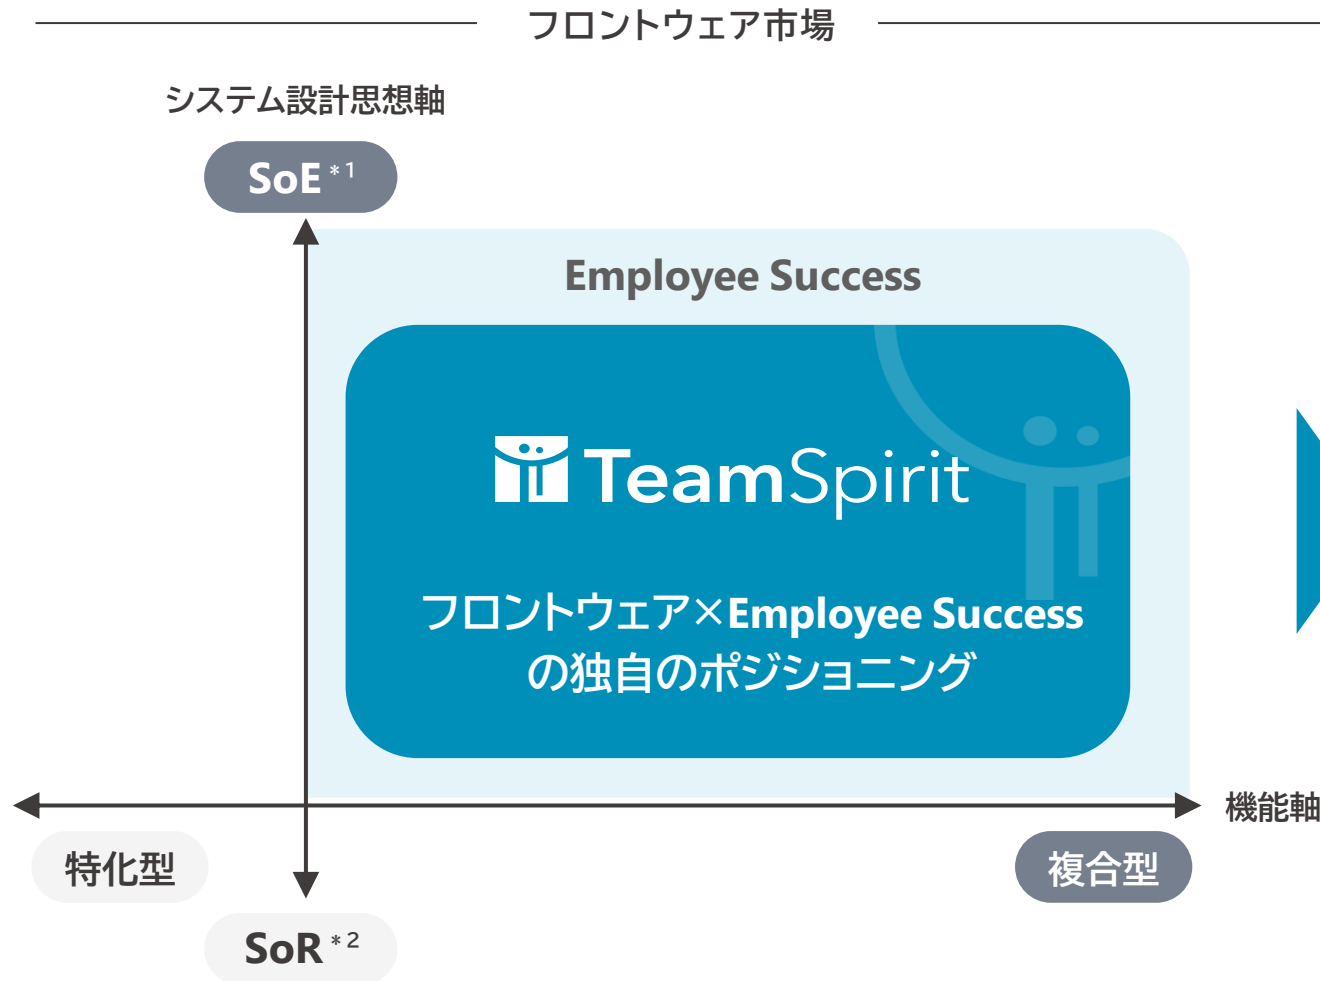 フロントウェア市場
システム設計思想軸
SoE *1
Employee Success
TeamSpirit
フロントウェア×Employee Success
の独自のポジショニング
機能軸
特化型
複合型
SoR *2